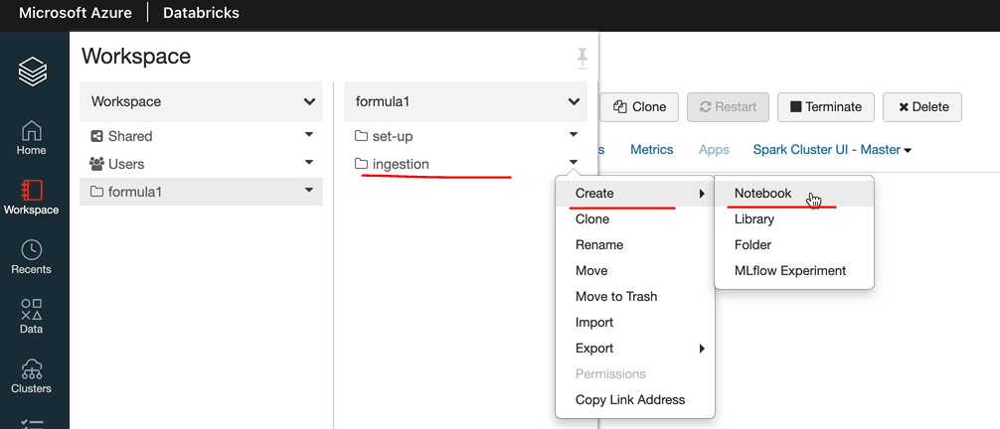 Microsoft Azure | Databricks
Home
Workspace
Recents
Data
Clusters
Workspace
Workspace
Shared
Users
formula1
formula1
set-up
ingestion
Clone
Restart
Terminate
Delete
s
Metrics
Apps
Spark Cluster UI - Master
Create
Clone
Rename
Move
Move to Trash
Import
Export
Permissions
Copy Link Address
Notebook
Library
Folder
MLflow Experiment